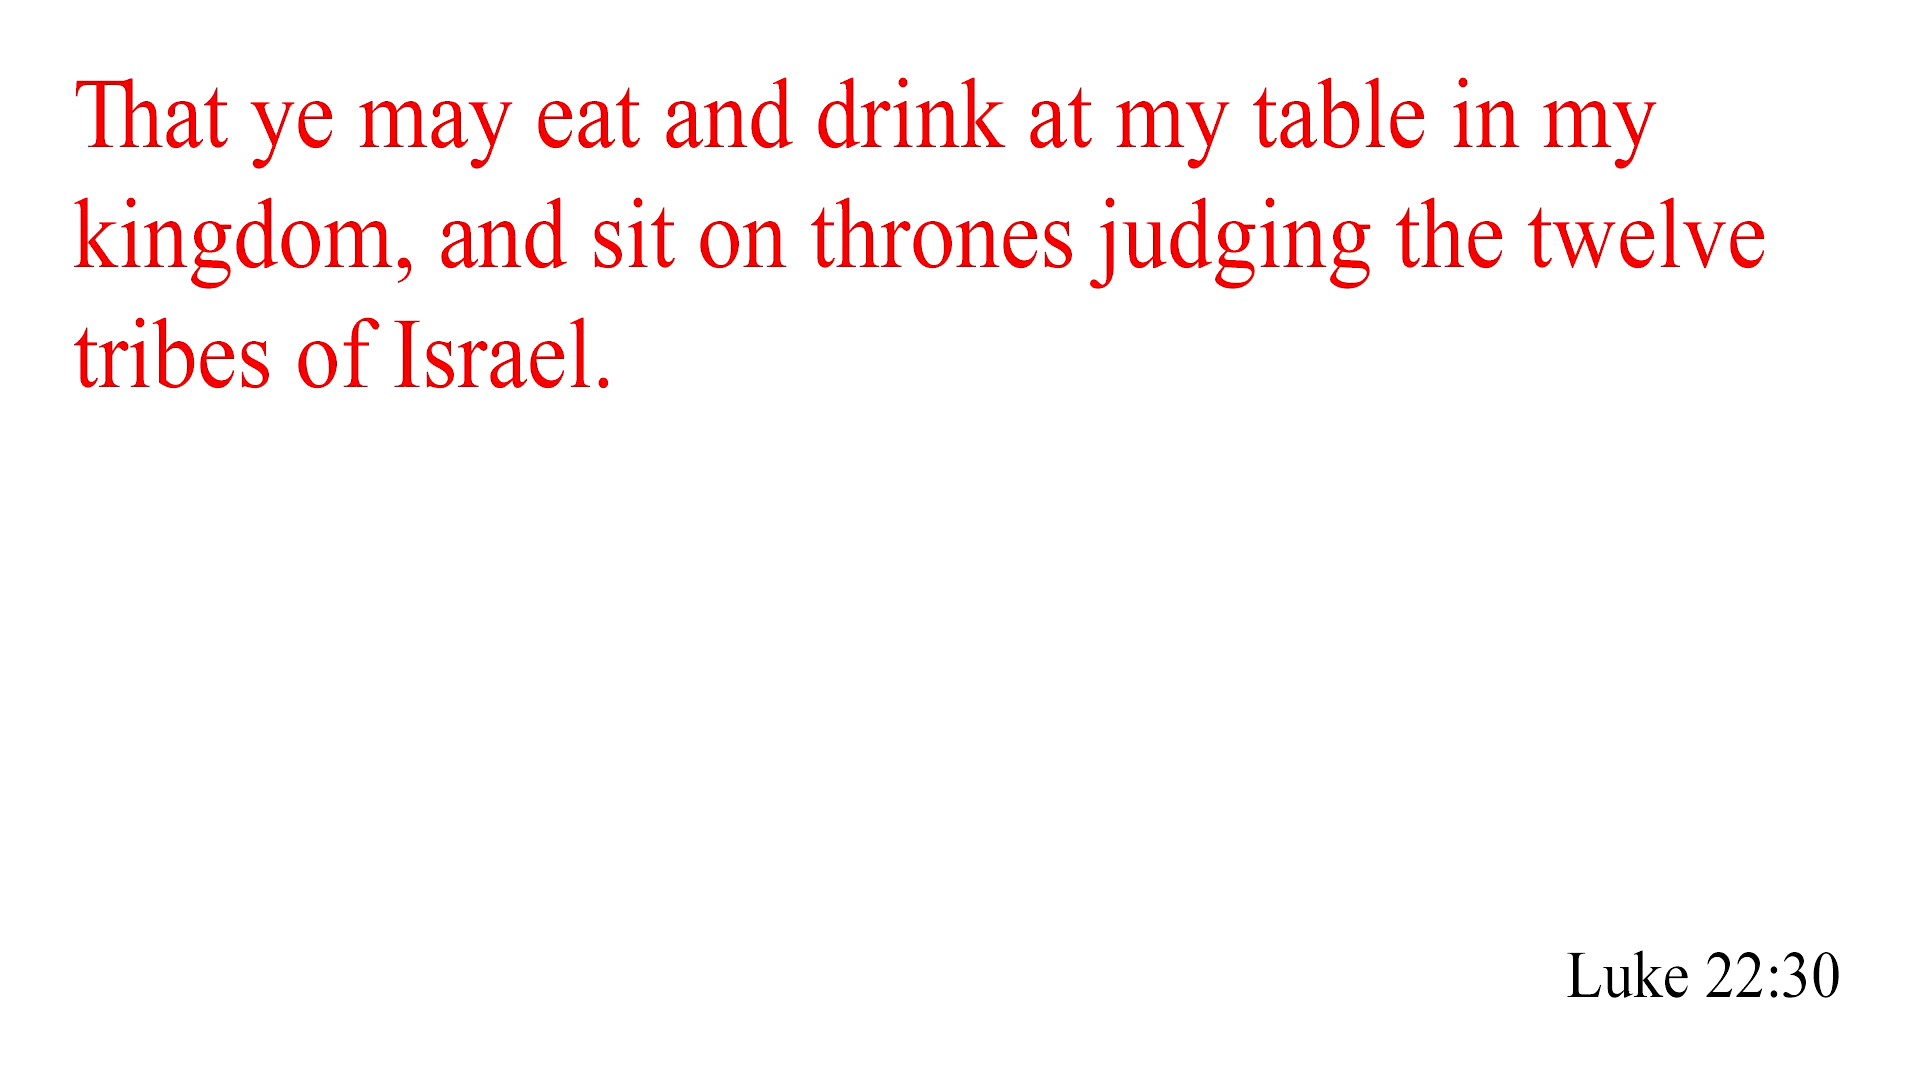 That ye may eat and drink at my table in my
kingdom, and sit on thrones judging the twelve
tribes of Israel.
Luke 22:30